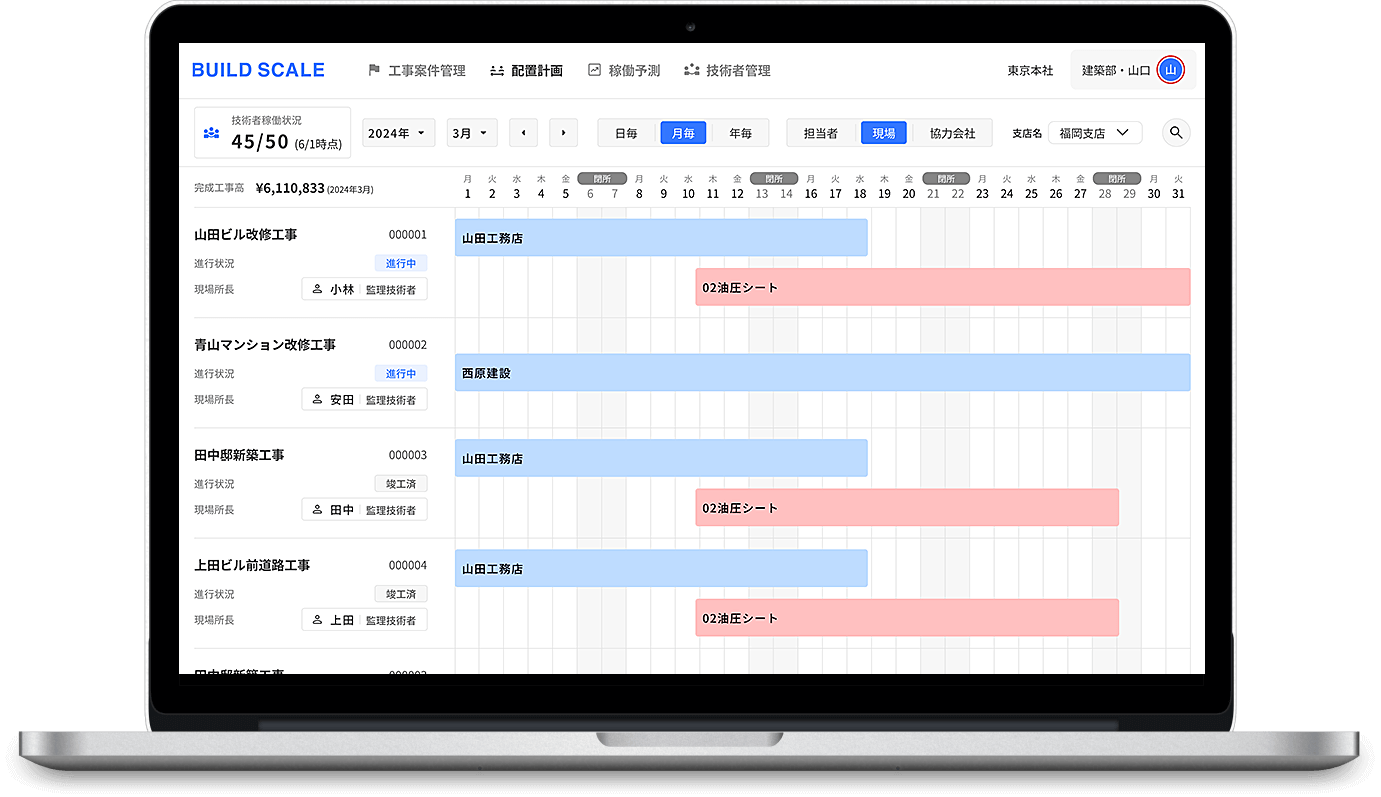 BUILD SCALE 工事案件管理 配置計画 稼働予測 技術者管理 東京本社 建築部・山口 山
技術者稼働状況
45/50 (6/1時点)
2024年 3月 日毎 月毎 年毎 担当者 現場 協力会社 支店名 福岡支店
完成工事高 ¥6,110,833 (2024年3月)
月 火 水 木 金 閉所 月 火 水 木 金 閉所 月 火 水 木 金 閉所 月 火 水 木 金 閉所 月 火
1 2 3 4 5 6 7 8 9 10 11 12 13 14 16 17 18 19 20 21 22 23 24 25 26 27 28 29 30 31
山田ビル改修工事 000001
山田工務店
進行状況 進行中
現場所長 小林 監理技術者
02油圧シート
青山マンション改修工事 000002
進行状況 進行中
西原建設
現場所長 安田 監理技術者
田中邸新築工事 000003
山田工務店
進行状況 竣工済
現場所長 田中 監理技術者
02油圧シート
上田ビル前道路工事 000004
山田工務店
進行状況 竣工済
現場所長 上田 監理技術者
02油圧シート
田中邸新築工事